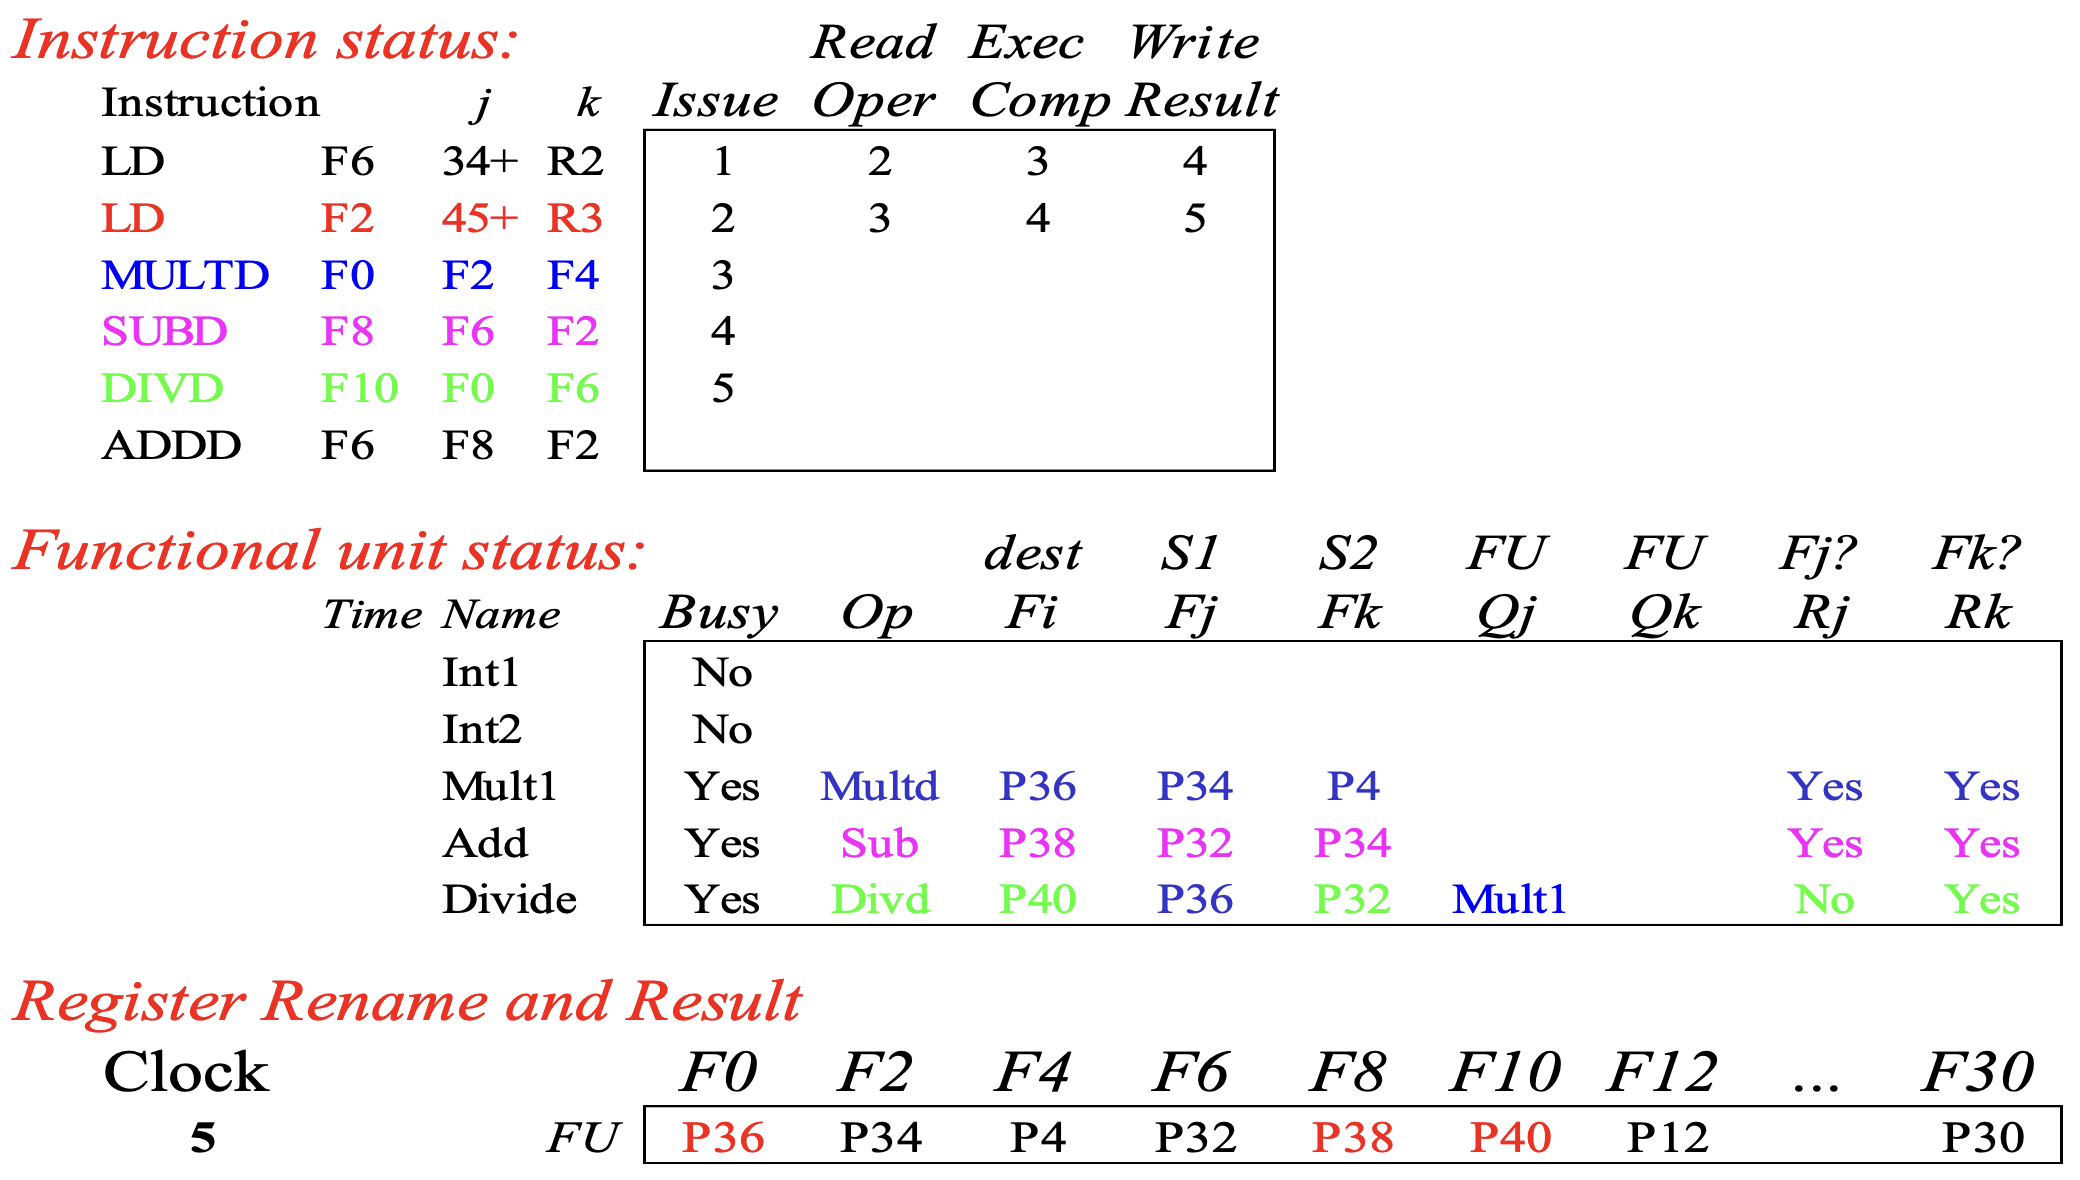 Instruction status: Read Exec Write
Instruction j k Issue Oper Comp Result
LD F6 34+ R2 1 2 3 4
LD F2 45+ R3 2 3 4 5
MULTD F0 F2 F4 3
SUBD F8 F6 F2 4
DIVD F10 F0 F6 5
ADDD F6 F8 F2
Functional unit status: dest S1 S2 FU FU Fj? Fk?
Time Name Busy Op Fi Fj Fk Qj Qk Rj Rk
Int1 No
Int2 No
Mult1 Yes Multd P36 P34 P4 Yes Yes
Add Yes Sub P38 P32 P34 Yes Yes
Divide Yes Divd P40 P36 P32 Mult1 No Yes
Register Rename and Result
Clock F0 F2 F4 F6 F8 F10 F12 ... F30
5 FU P36 P34 P4 P32 P38 P40 P12 P30